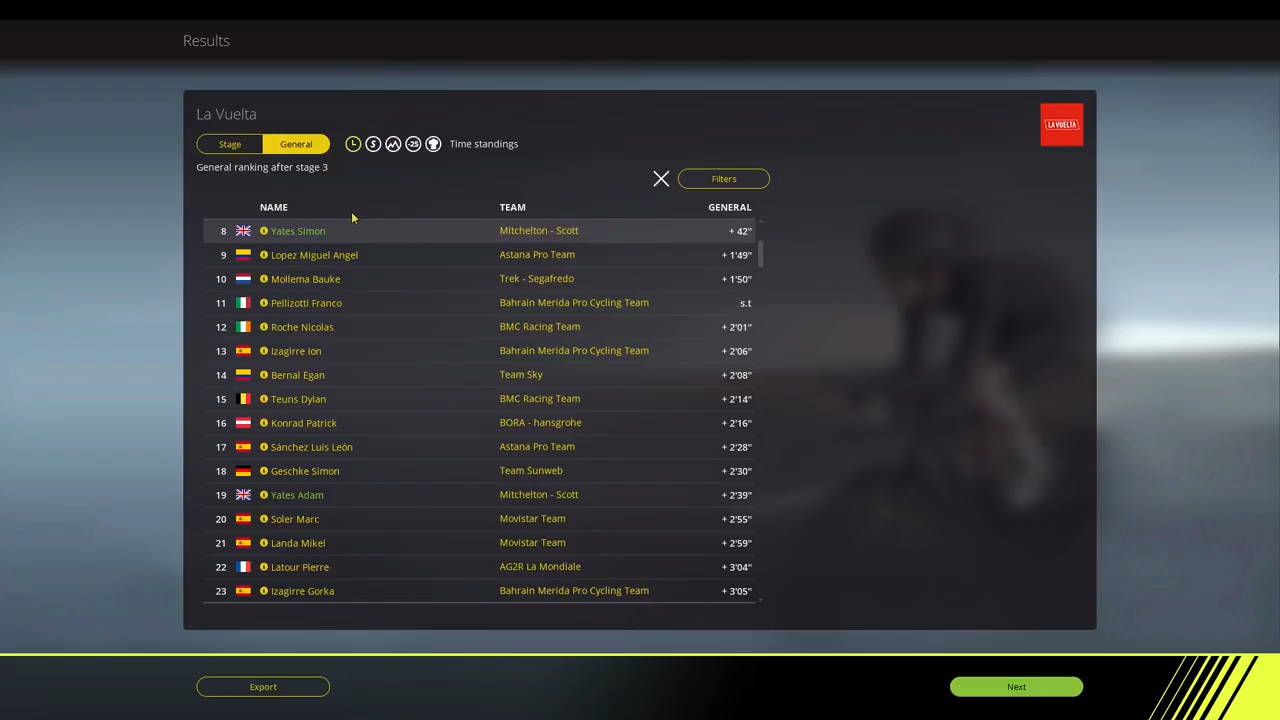 Results
La Vuelta
LA VUELTA
Stage General S -25 Time standings
General ranking after stage 3
Filters
NAME TEAM GENERAL
8 Yates Simon Mitchelton - Scott + 42"
9 Lopez Miguel Angel Astana Pro Team + 1'49"
10 Mollema Bauke Trek - Segafredo + 1'50"
11 Pellizotti Franco Bahrain Merida Pro Cycling Team s.t
12 Roche Nicolas BMC Racing Team + 2'01"
13 Izagirre Ion Bahrain Merida Pro Cycling Team + 2'06"
14 Bernal Egan Team Sky + 2'08"
15 Teuns Dylan BMC Racing Team + 2'14"
16 Konrad Patrick BORA - hansgrohe + 2'16"
17 Sánchez Luis León Astana Pro Team + 2'28"
18 Geschke Simon Team Sunweb + 2'30"
19 Yates Adam Mitchelton - Scott + 2'39"
20 Soler Marc Movistar Team + 2'55"
21 Landa Mikel Movistar Team + 2'59"
22 Latour Pierre AG2R La Mondiale + 3'04"
23 Izagirre Gorka Bahrain Merida Pro Cycling Team + 3'05"
Export Next